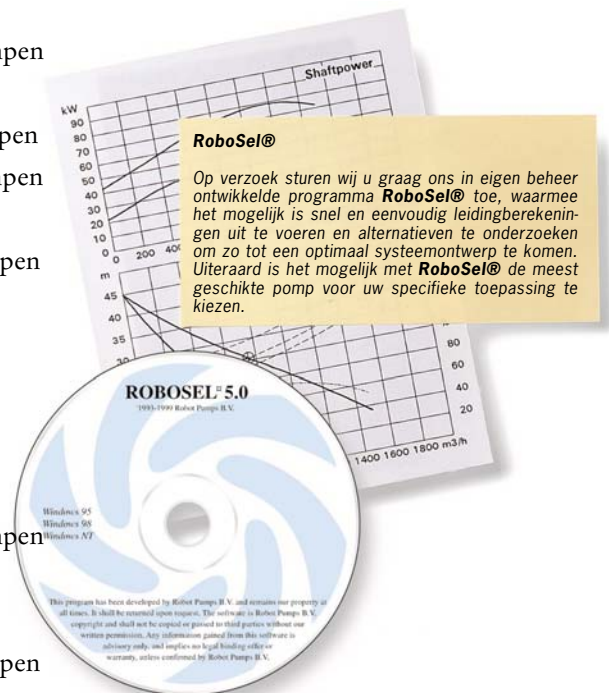 mpen
pen
mpen
pen
mpen
pen
Shaftpower
kW
90
80
70
60
50
40
30
20
10
0
0 200 400
m
45
40
35
30
RoboSel®
Op verzoek sturen wij u graag ons in eigen beheer
ontwikkelde programma RoboSel® toe, waarmee
het mogelijk is snel en eenvoudig leidingberekenin-
gen uit te voeren en alternatieven te onderzoeken
om zo tot een optimaal systeemontwerp te komen.
Uiteraard is het mogelijk met RoboSel® de meest
geschikte pomp voor uw specifieke toepassing te
kiezen.
80
60
40
20
1400 1600 1800 m3/h
ROBOSEL 5.0
1993-1999 Robot Pumps B.V.
Windows 95
Windows 98
Windows NT
This program has been developed by Robot Pumps B.V. and remains our property at
all times. It shall be returned upon request. The software is Robot Pumps B.V.
copyright and shall not be copied or passed to third parties without our
written permission. Any information gained from this software is
advisory only, and implies no legal binding offer or
warranty, unless confirmed by Robot Pumps B.V.